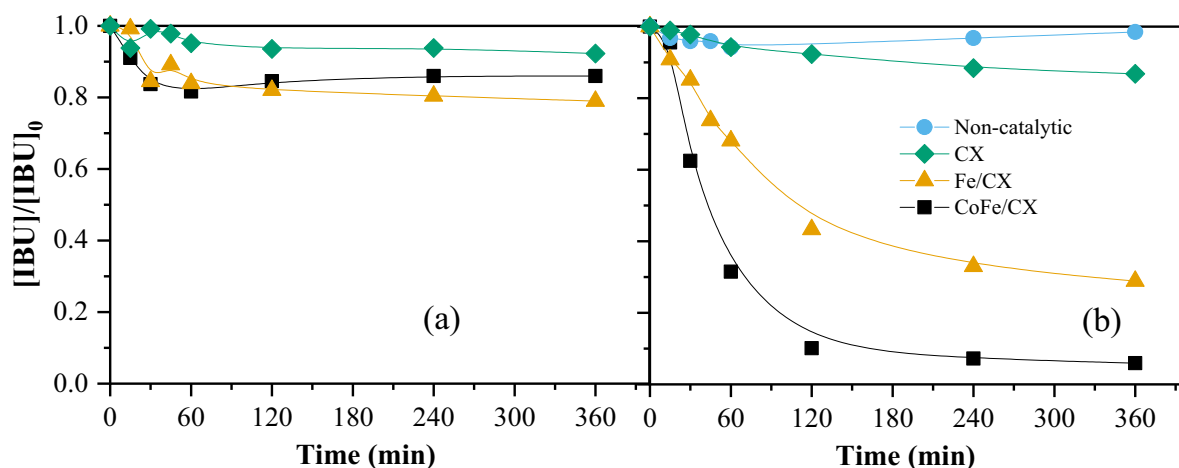 [IBU]/[IBU]0
1.0
0.8
0.6
0.4
0.2
0.0
(a)
0 60 120 180 240 300 360
Time (min)
Non-catalytic
CX
Fe/CX
CoFe/CX
(b)
0 60 120 180 240 300 360
Time (min)